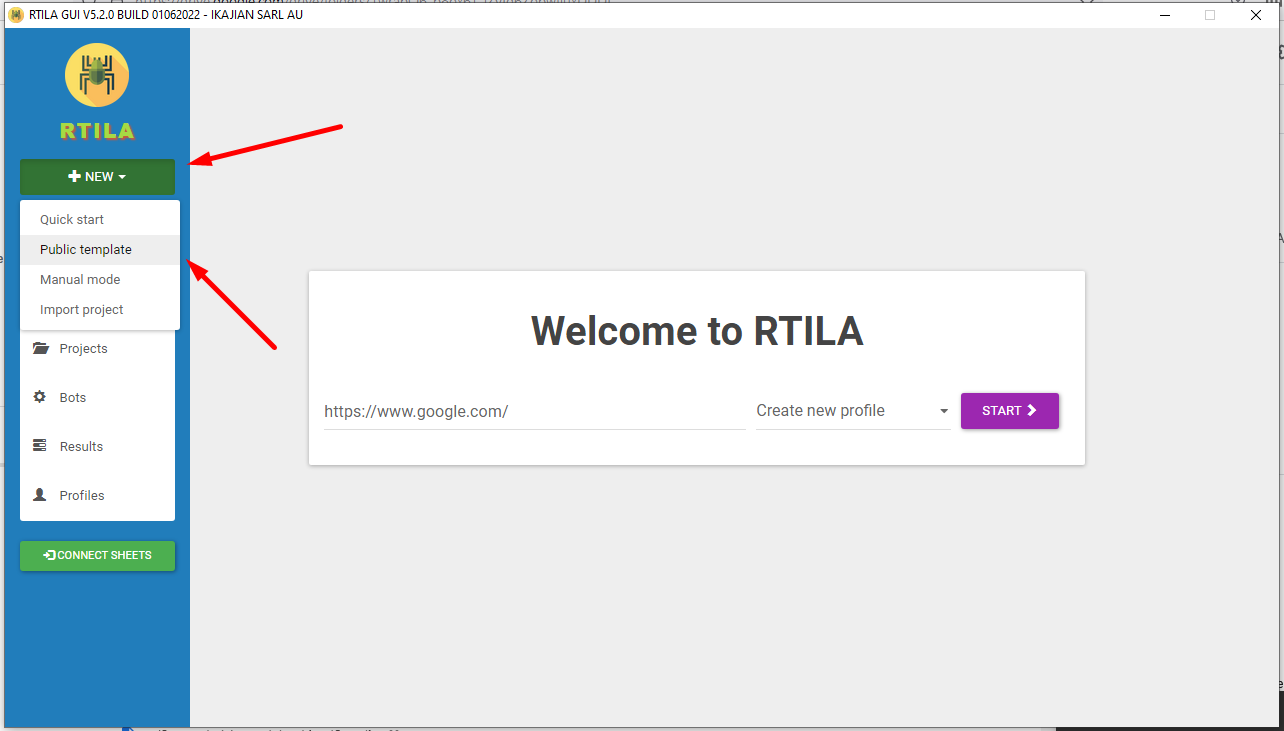 RTILA GUI V5.2.0 BUILD 01062022 - IKAJIAN SARL AU
RTILA
NEW
Quick start
Public template
Manual mode
Import project
Projects
Bots
Results
Profiles
CONNECT SHEETS
Welcome to RTILA
https://www.google.com/
Create new profile
START